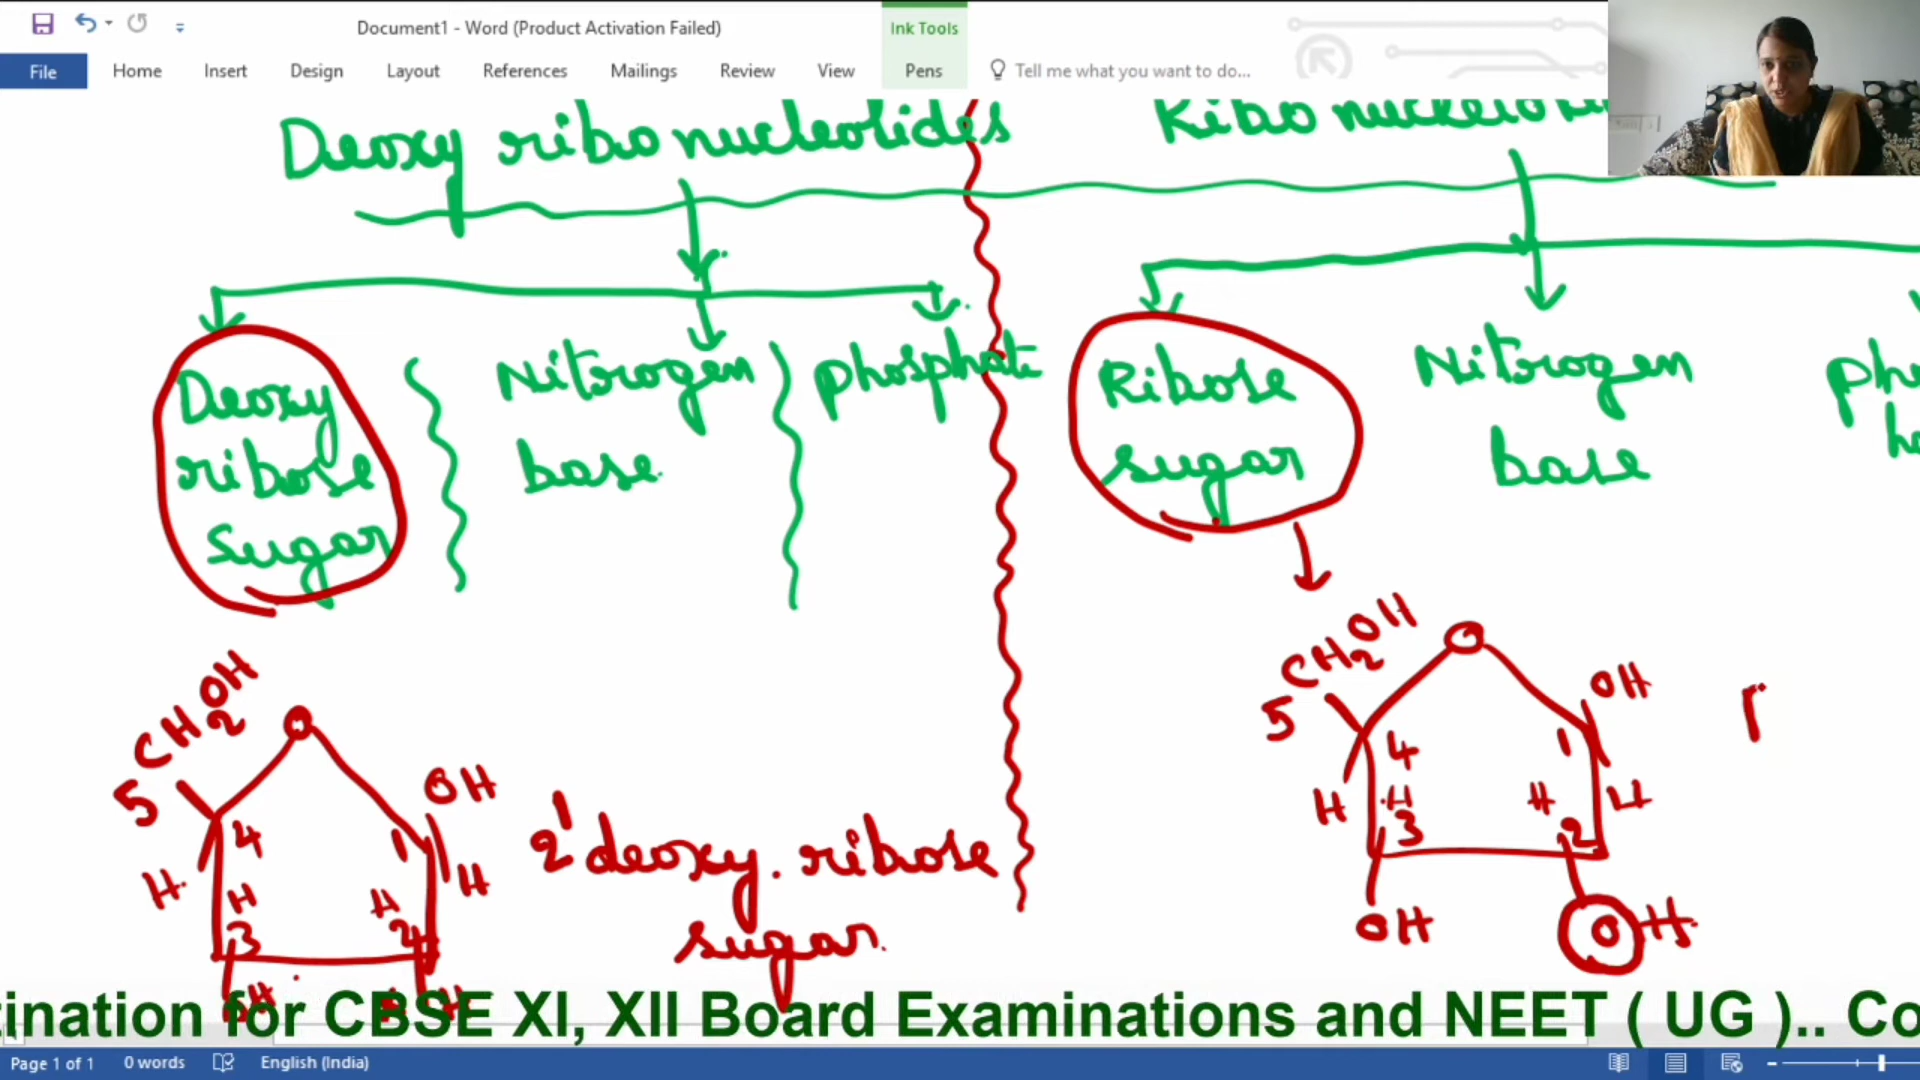 Document1 - Word (Product Activation Failed)
Ink Tools
File Home Insert Design Layout References Mailings Review View Pens Tell me what you want to do...
Deoxy ribo nucleotides
Ribo
Deoxy
ribose
sugar
Nitrogen
base.
phosphate
Ribose
sugar
Nitrogen
base
CH2OH
O
5
4
OH
1
H
H
H
H
3
2
2' deoxy. ribose
sugar.
CH2OH
O
5
4
OH
1
H
H
H
H
3
2
OH
OH
tination for CBSE XI, XII Board Examinations and NEET ( UG ).. Co
Page 1 of 1 0 words English (India)